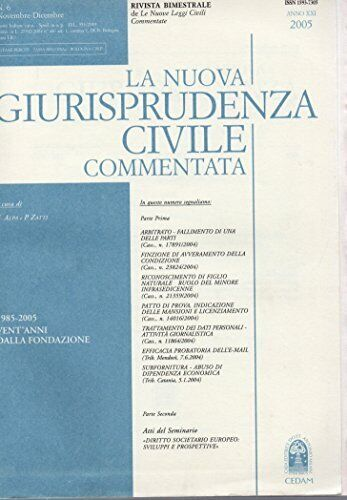 N. 6
Novembre-Dicembre
RIVISTA BIMESTRALE
de Le Nuove Leggi Civili
Commentate
ISSN 1593-7305
ANNO XXI
2005
LA NUOVA
GIURISPRUDENZA
CIVILE
COMMENTATA
a cura di
G. ALPA e P. ZATTI
In questo numero segnaliamo:
Parte Prima
ARBITRATO - FALLIMENTO DI UNA
DELLE PARTI
(Cass., n. 17891/2004)
FINZIONE DI AVVERAMENTO DELLA
CONDIZIONE
(Cass., n. 23824/2004)
RICONOSCIMENTO DI FIGLIO
NATURALE RUOLO DEL MINORE
INFRASEDICENNE
(Cass., n. 21359/2004)
PATTO DI PROVA, INDICAZIONE
DELLE MANSIONI E LICENZIAMENTO
(Cass., n. 14016/2004)
TRATTAMENTO DEI DATI PERSONALI -
ATTIVITÀ GIORNALISTICA
(Cass., n. 11864/2004)
EFFICACIA PROBATORIA DELL'E-MAIL
(Trib. Mondovì, 7.6.2004)
SUBFORNITURA - ABUSO DI
DIPENDENZA ECONOMICA
(Trib. Catania, 5.1.2004)
985-2005
VENT'ANNI
DALLA FONDAZIONE
Parte Seconda
Atti del Seminario
«DIRITTO SOCIETARIO EUROPEO:
SVILUPPI E PROSPETTIVE»
CEDAM